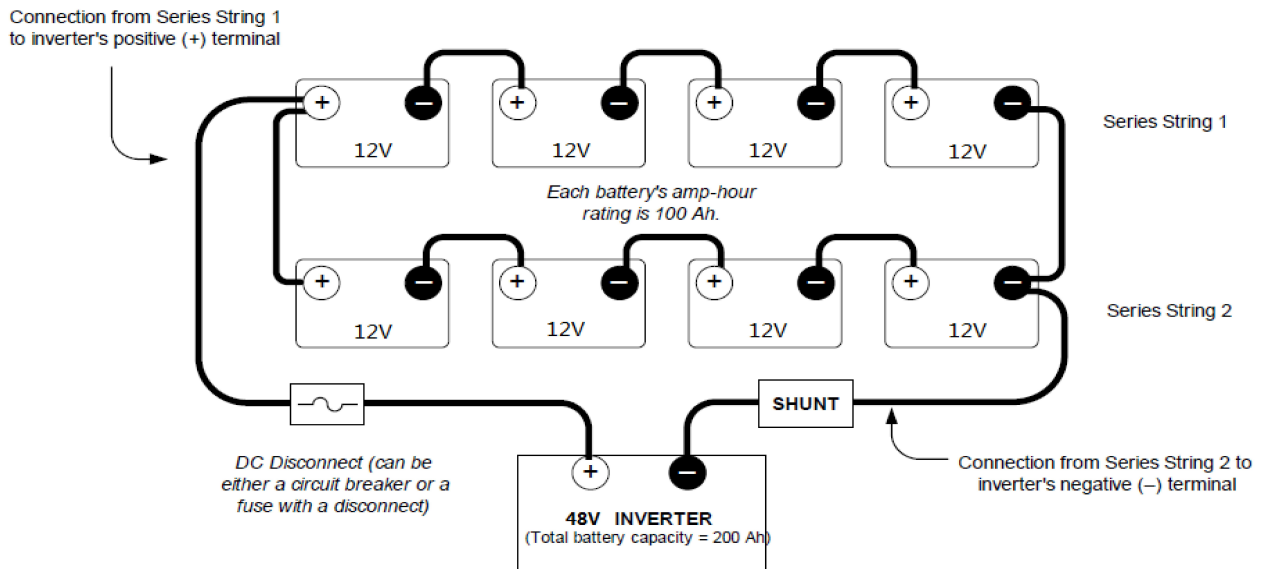 Connection from Series String 1
to inverter's positive (+) terminal
+ − + − + − + −
12V 12V 12V 12V
Series String 1
Each battery's amp-hour
rating is 100 Ah.
+ − + − + − + −
12V 12V 12V 12V
Series String 2
SHUNT
DC Disconnect (can be
either a circuit breaker or a
fuse with a disconnect)
+ −
48V INVERTER
(Total battery capacity = 200 Ah)
Connection from Series String 2 to
inverter's negative (–) terminal